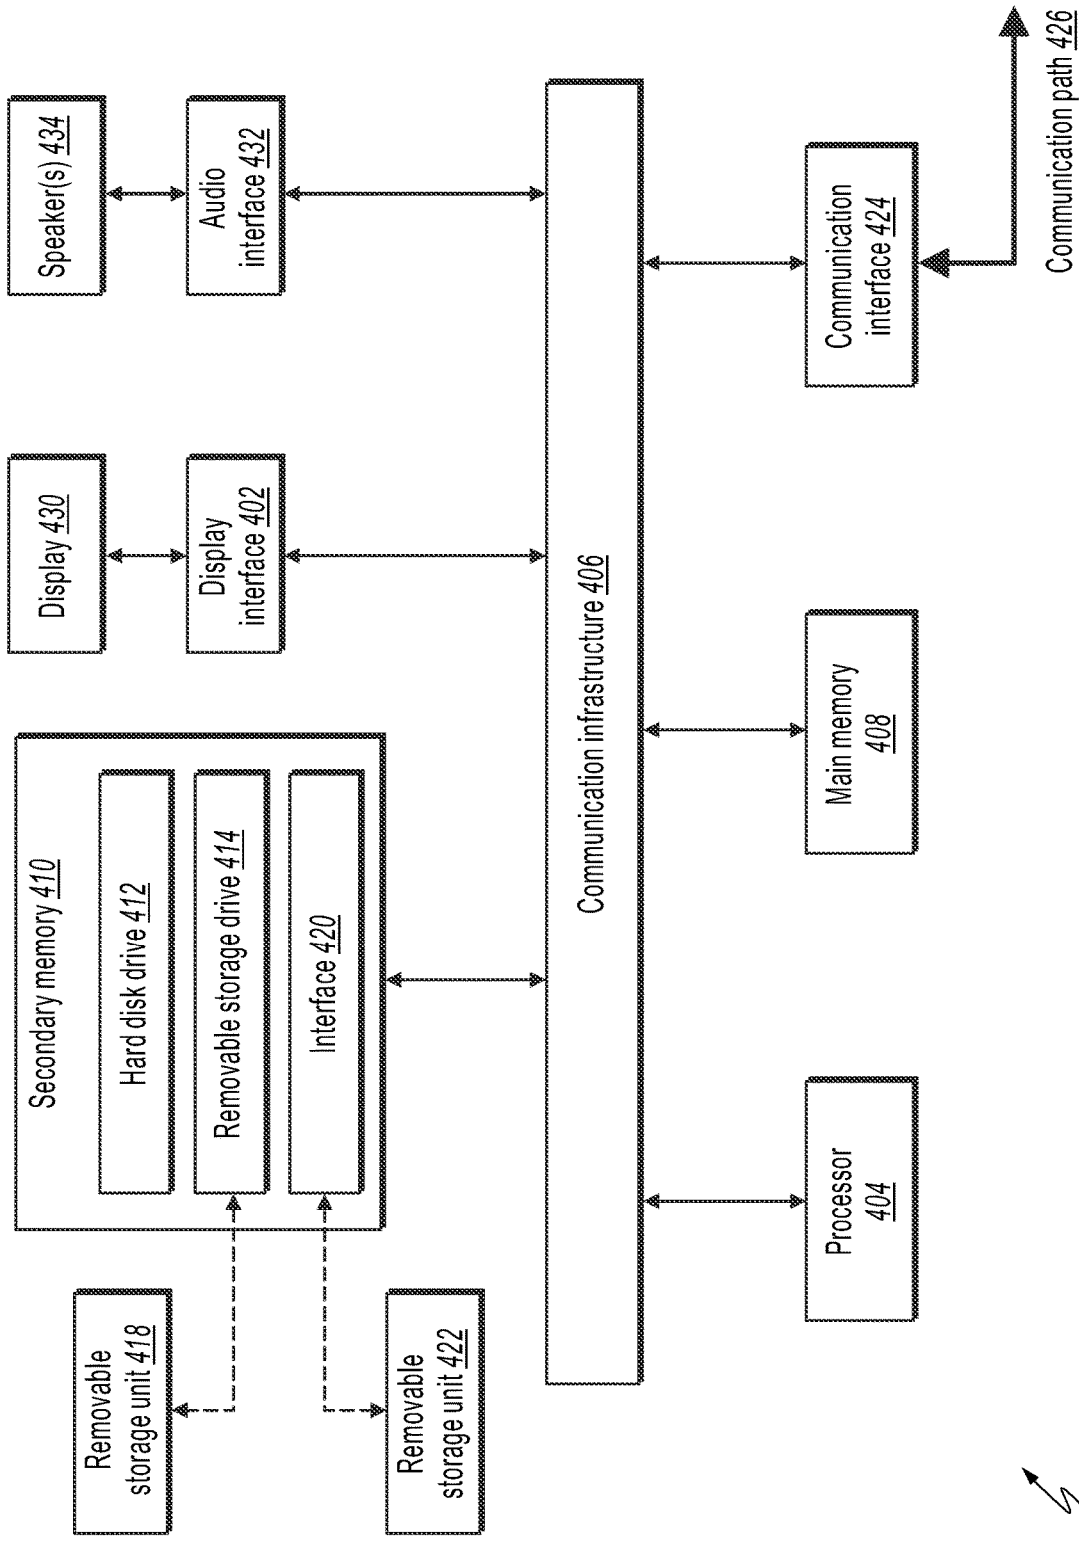 Removable
storage unit 418
Removable
storage unit 422
Secondary memory 410
Hard disk drive 412
Removable storage drive 414
Interface 420
Display 430
Display
interface 402
Speaker(s) 434
Audio
interface 432
Communication infrastructure 406
Processor
404
Main memory
408
Communication
interface 424
Communication path 426